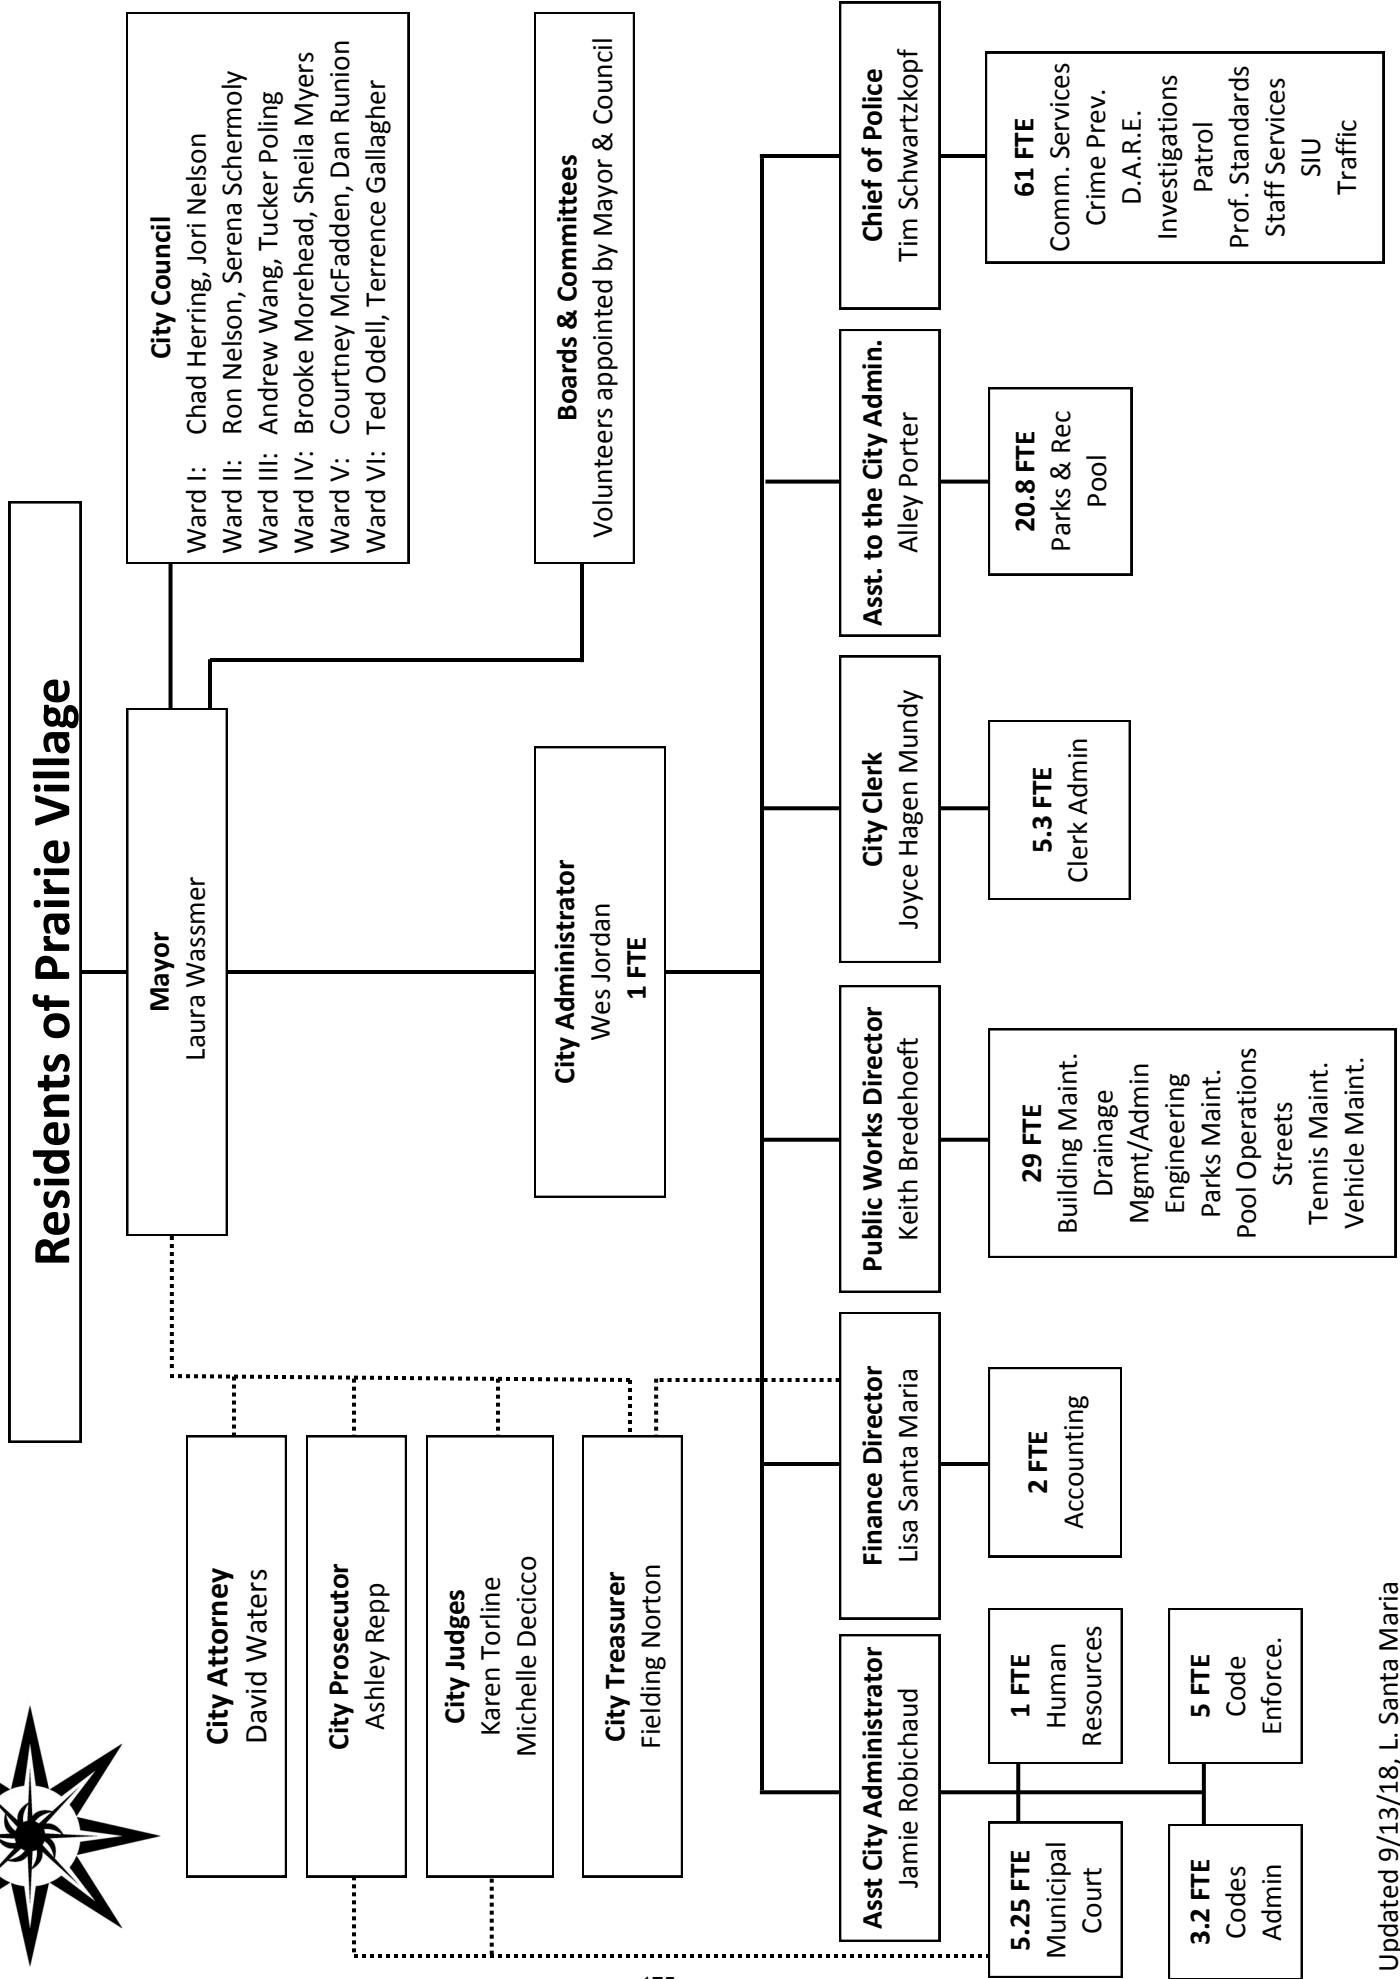 Residents of Prairie Village
Mayor
Laura Wassmer
City Council
Ward I: Chad Herring, Jori Nelson
Ward II: Ron Nelson, Serena Schermoly
Ward III: Andrew Wang, Tucker Poling
Ward IV: Brooke Morehead, Sheila Myers
Ward V: Courtney McFadden, Dan Runion
Ward VI: Ted Odell, Terrence Gallagher
City Attorney
David Waters
City Prosecutor
Ashley Repp
City Judges
Karen Torline
Michelle Decicco
City Treasurer
Fielding Norton
City Administrator
Wes Jordan
1 FTE
Boards & Committees
Volunteers appointed by Mayor & Council
Asst City Administrator
Jamie Robichaud
Finance Director
Lisa Santa Maria
Public Works Director
Keith Bredehoeft
City Clerk
Joyce Hagen Mundy
Asst. to the City Admin.
Alley Porter
Chief of Police
Tim Schwartzkopf
5.25 FTE
Municipal
Court
1 FTE
Human
Resources
3.2 FTE
Codes
Admin
5 FTE
Code
Enforce.
2 FTE
Accounting
29 FTE
Building Maint.
Drainage
Mgmt/Admin
Engineering
Parks Maint.
Pool Operations
Streets
Tennis Maint.
Vehicle Maint.
5.3 FTE
Clerk Admin
20.8 FTE
Parks & Rec
Pool
61 FTE
Comm. Services
Crime Prev.
D.A.R.E.
Investigations
Patrol
Prof. Standards
Staff Services
SIU
Traffic
Updated 9/13/18, L. Santa Maria